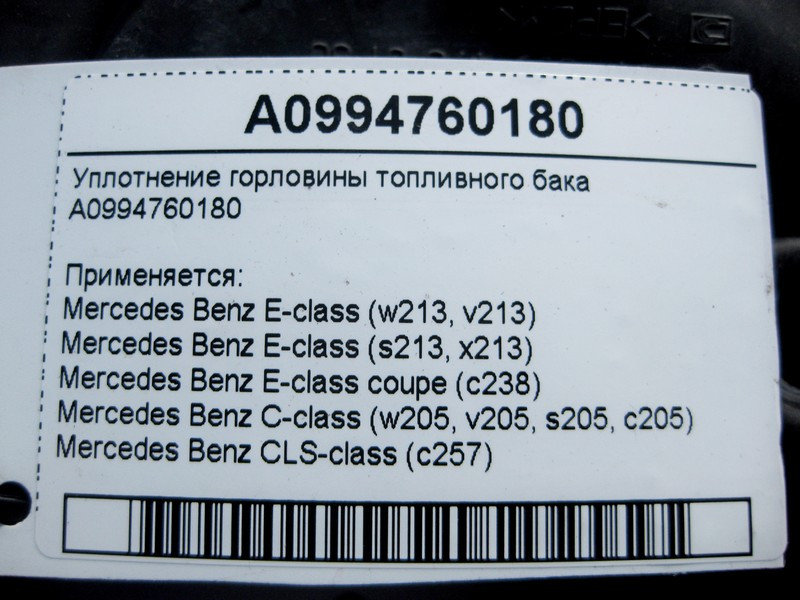 A0994760180
Уплотнение горловины топливного бака
A0994760180
Применяется:
Mercedes Benz E-class (w213, v213)
Mercedes Benz E-class (s213, x213)
Mercedes Benz E-class coupe (c238)
Mercedes Benz C-class (w205, v205, s205, c205)
Mercedes Benz CLS-class (c257)